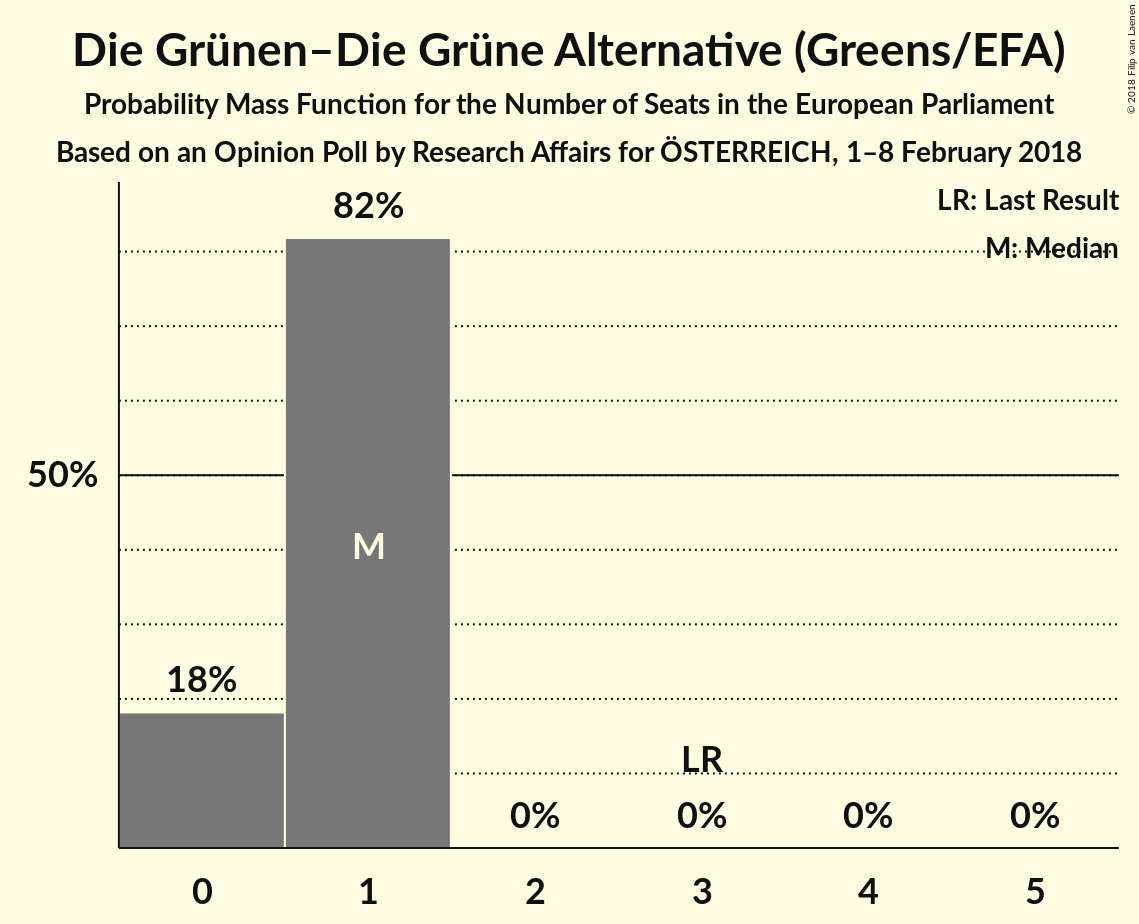 Die Grünen–Die Grüne Alternative (Greens/EFA)
Probability Mass Function for the Number of Seats in the European Parliament
Based on an Opinion Poll by Research Affairs for ÖSTERREICH, 1–8 February 2018
© 2018 Filip van Laenen
LR: Last Result
M: Median
82%
50%
M
18%
LR
0% 0% 0% 0%
0 1 2 3 4 5